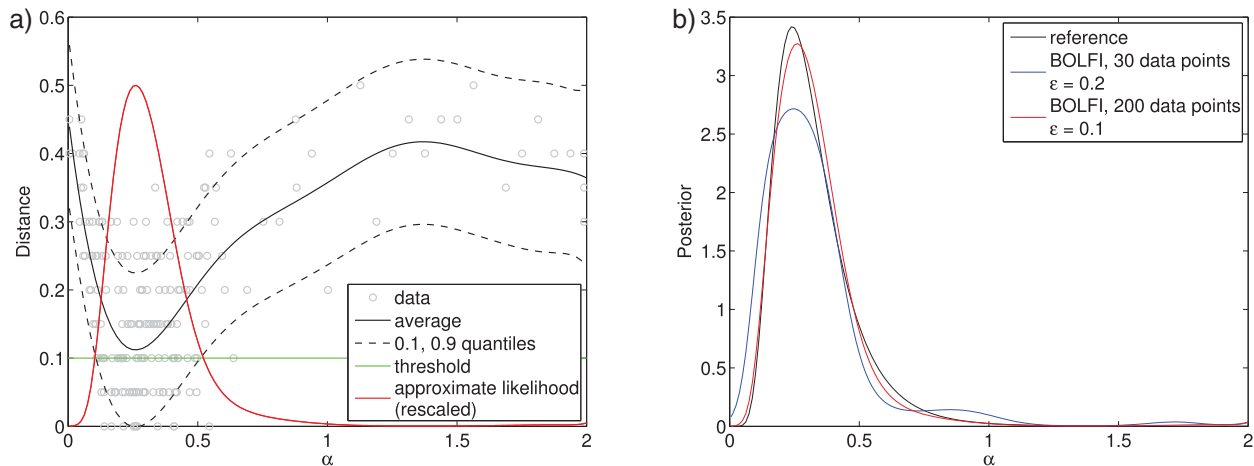 a)
0.6
0.5
0.4
0.3
0.2
0.1
0
Distance
0
0.5
1
1.5
2
α
data
average
0.1, 0.9 quantiles
threshold
approximate likelihood
(rescaled)
b)
3.5
3
2.5
2
1.5
1
0.5
0
Posterior
0
0.5
1
1.5
2
α
reference
BOLFI, 30 data points
ε = 0.2
BOLFI, 200 data points
ε = 0.1